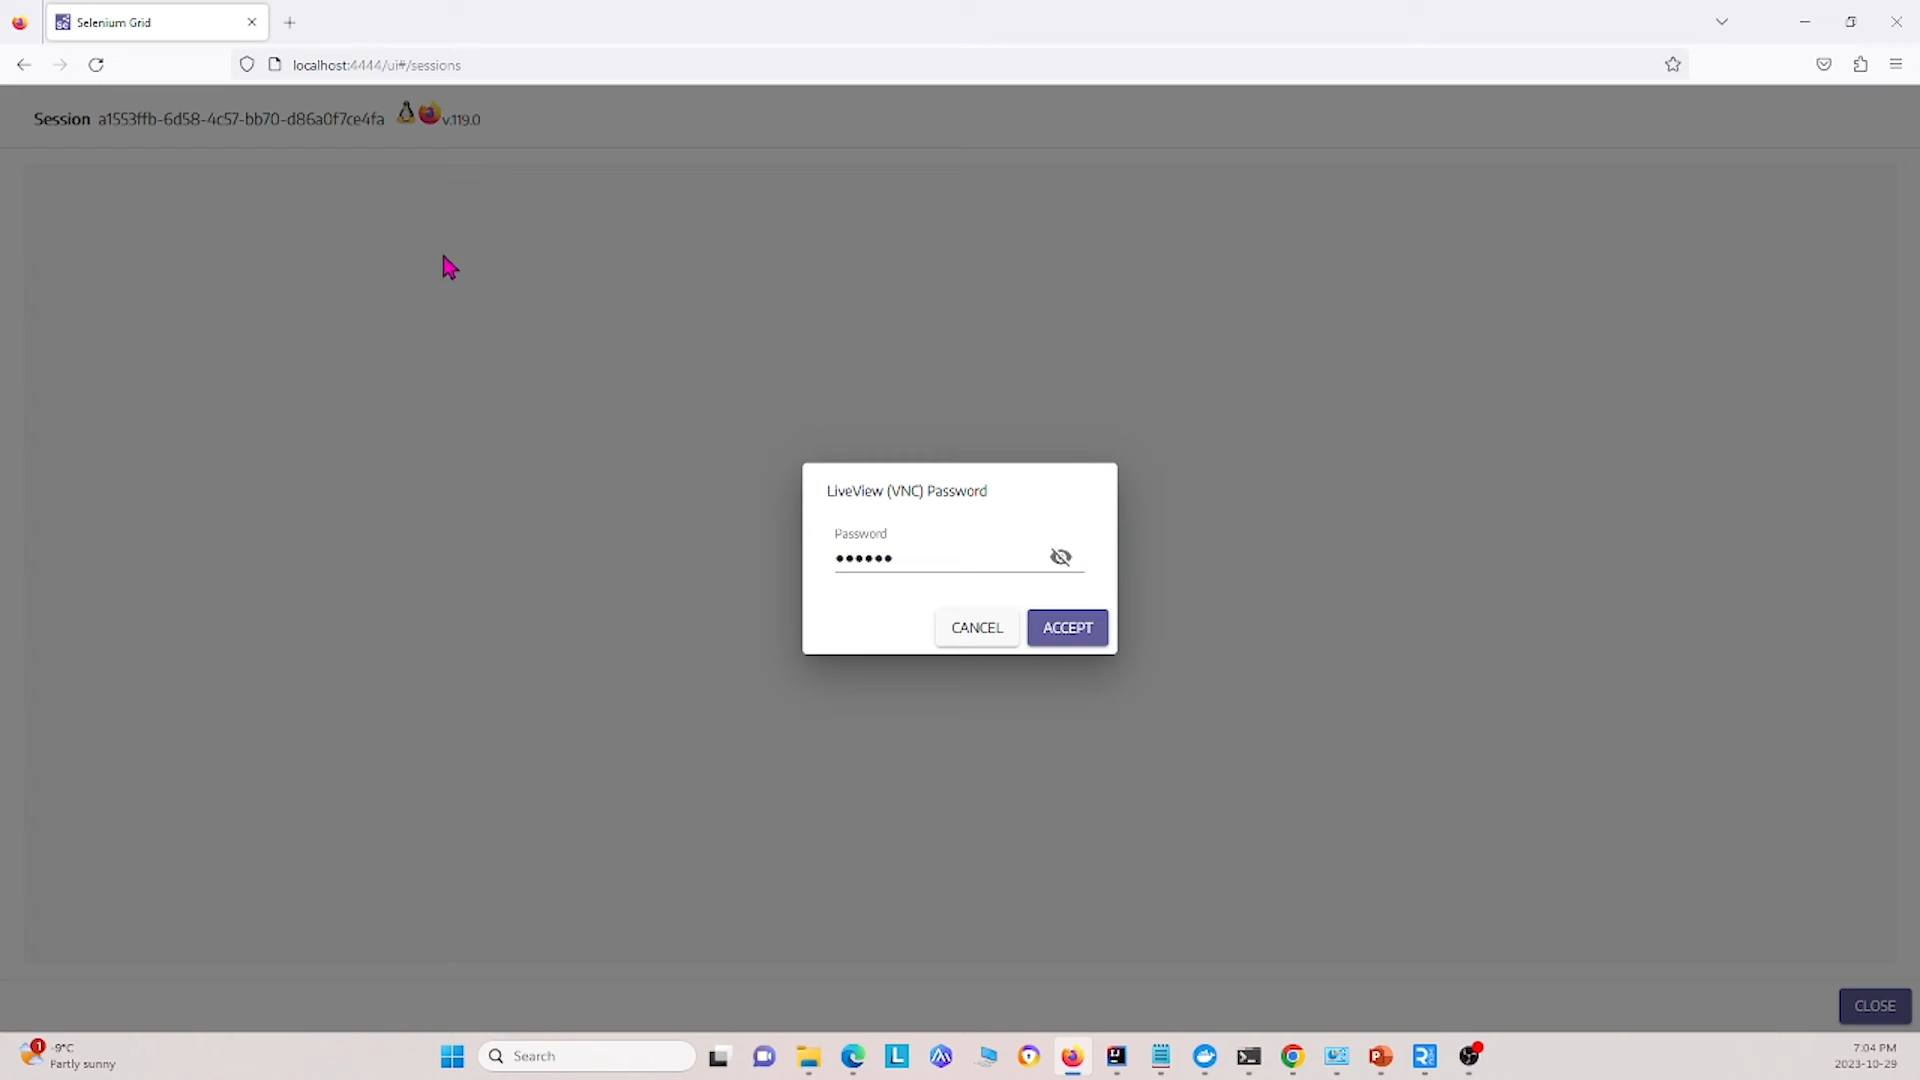 Selenium Grid
localhost:4444/ui#/sessions
Session a1553ffb-6d58-4c57-bb70-d86a0f7ce4fa v.119.0
LiveView (VNC) Password
Password
••••••
CANCEL ACCEPT
CLOSE
1
-9°C
Partly sunny
Search
7:04 PM
2023-10-29